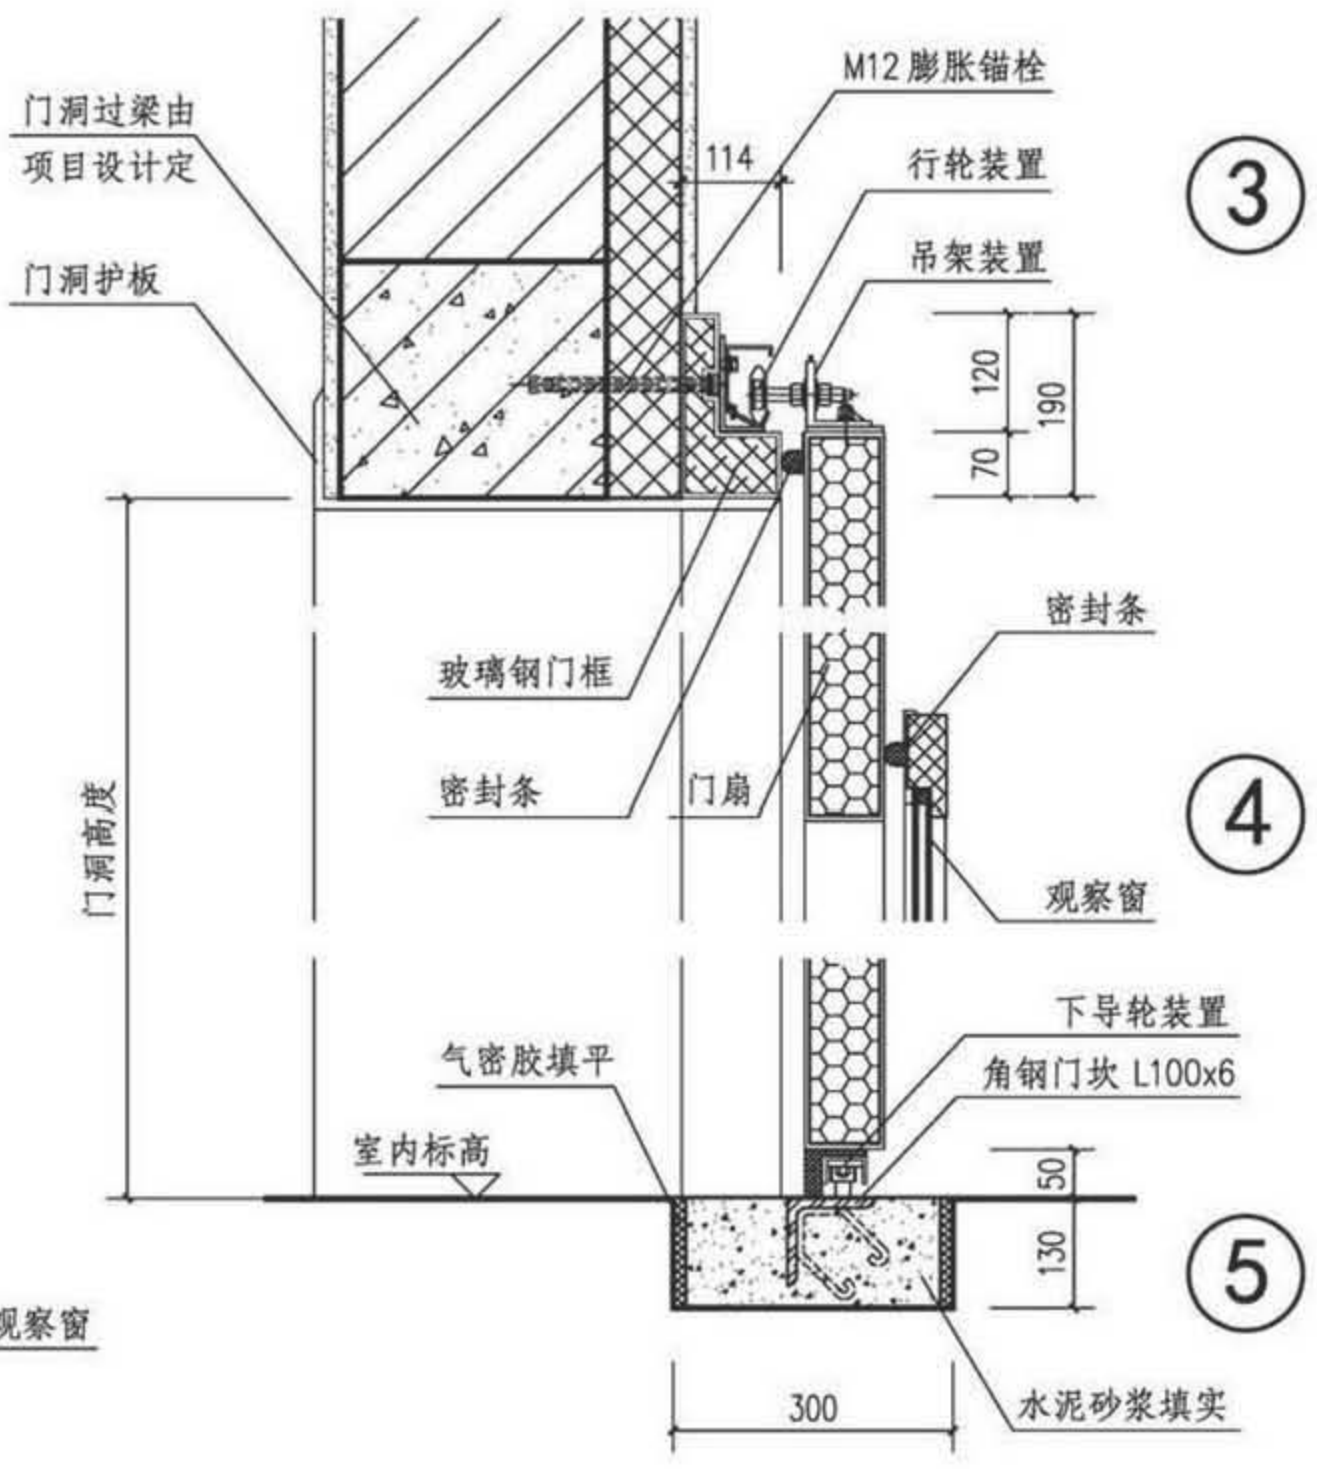 M12膨胀锚栓
门洞过梁由
项目设计定
114
行轮装置
③
门洞护板
吊架装置
120
190
70
密封条
玻璃钢门框
密封条
门扇
门洞高度
④
观察窗
下导轮装置
气密胶填平
角钢门坎 L100x6
室内标高
50
130
⑤
观察窗
300
水泥砂浆填实